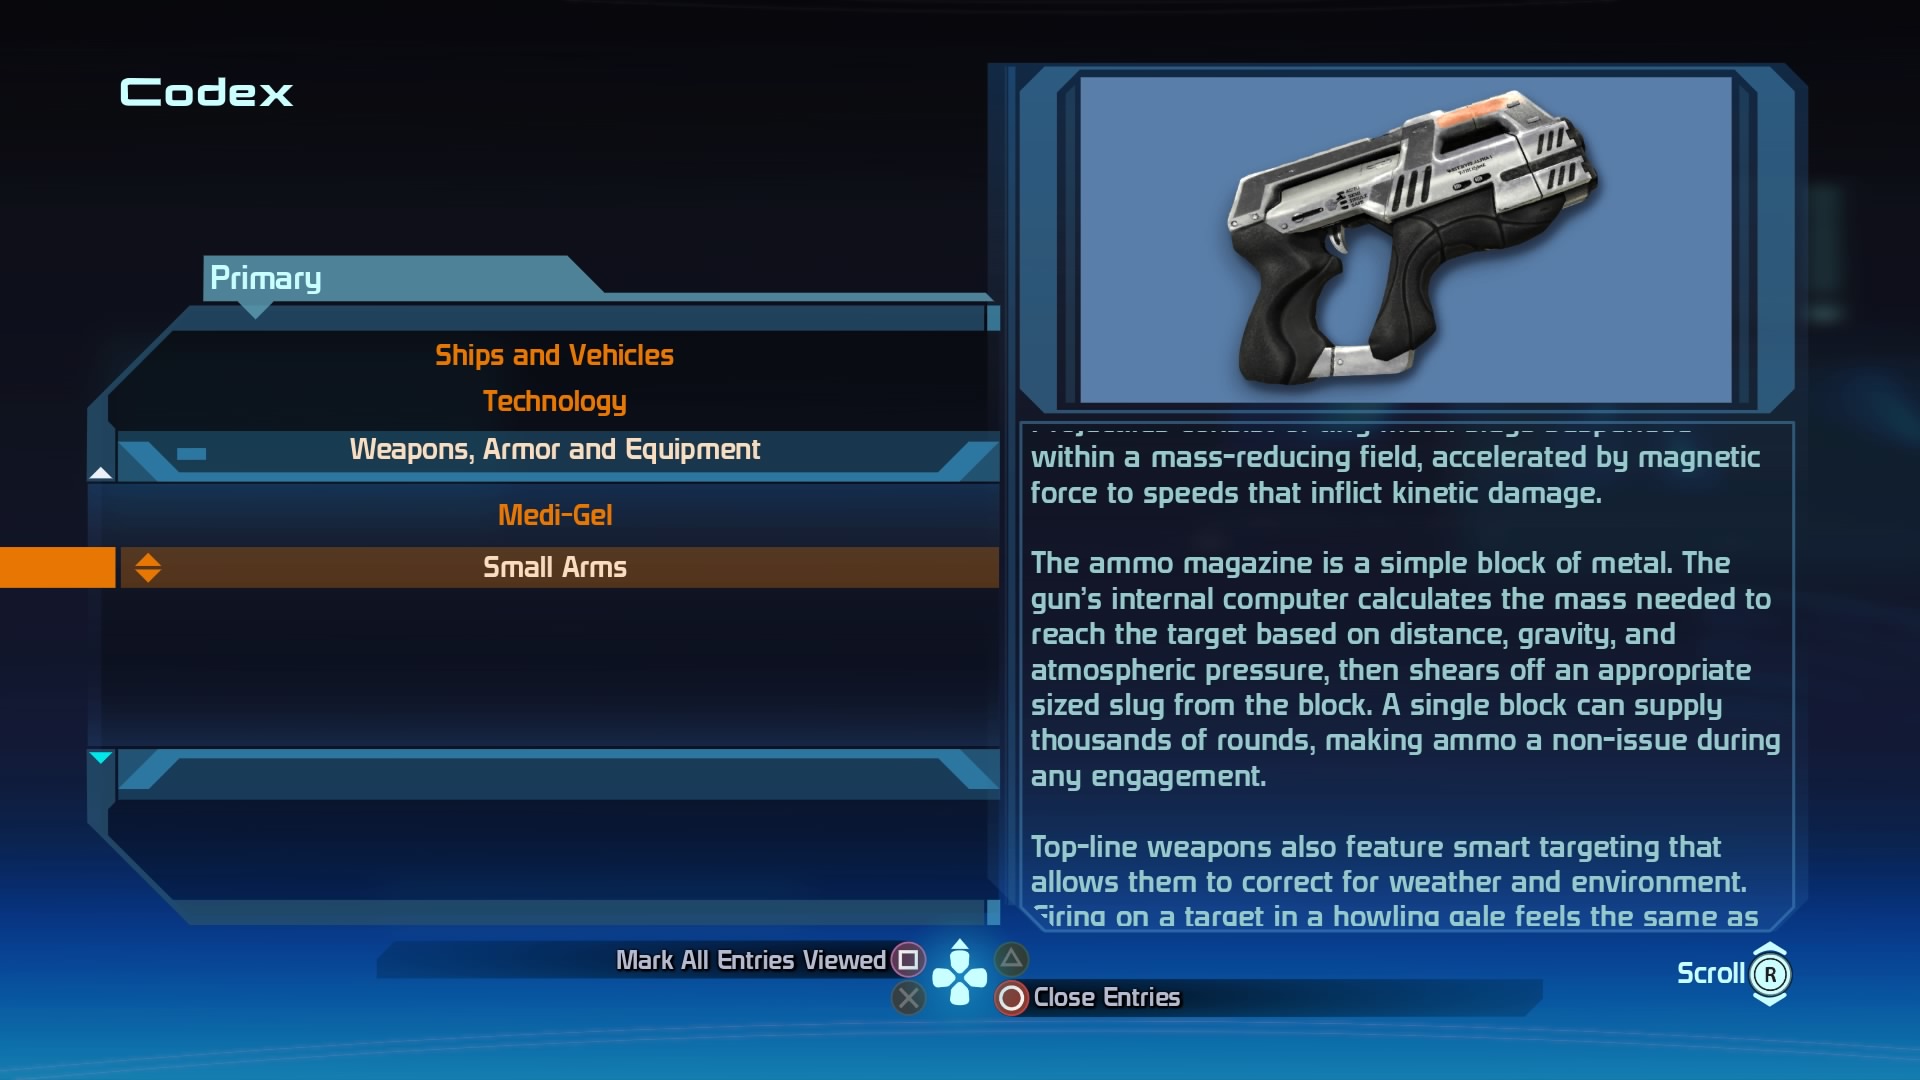 Codex
Primary
Ships and Vehicles
Technology
Weapons, Armor and Equipment
Medi-Gel
Small Arms
within a mass-reducing field, accelerated by magnetic
force to speeds that inflict kinetic damage.
The ammo magazine is a simple block of metal. The
gun's internal computer calculates the mass needed to
reach the target based on distance, gravity, and
atmospheric pressure, then shears off an appropriate
sized slug from the block. A single block can supply
thousands of rounds, making ammo a non-issue during
any engagement.
Top-line weapons also feature smart targeting that
allows them to correct for weather and environment.
Firing on a target in a howling gale feels the same as
Mark All Entries Viewed
Close Entries
Scroll R